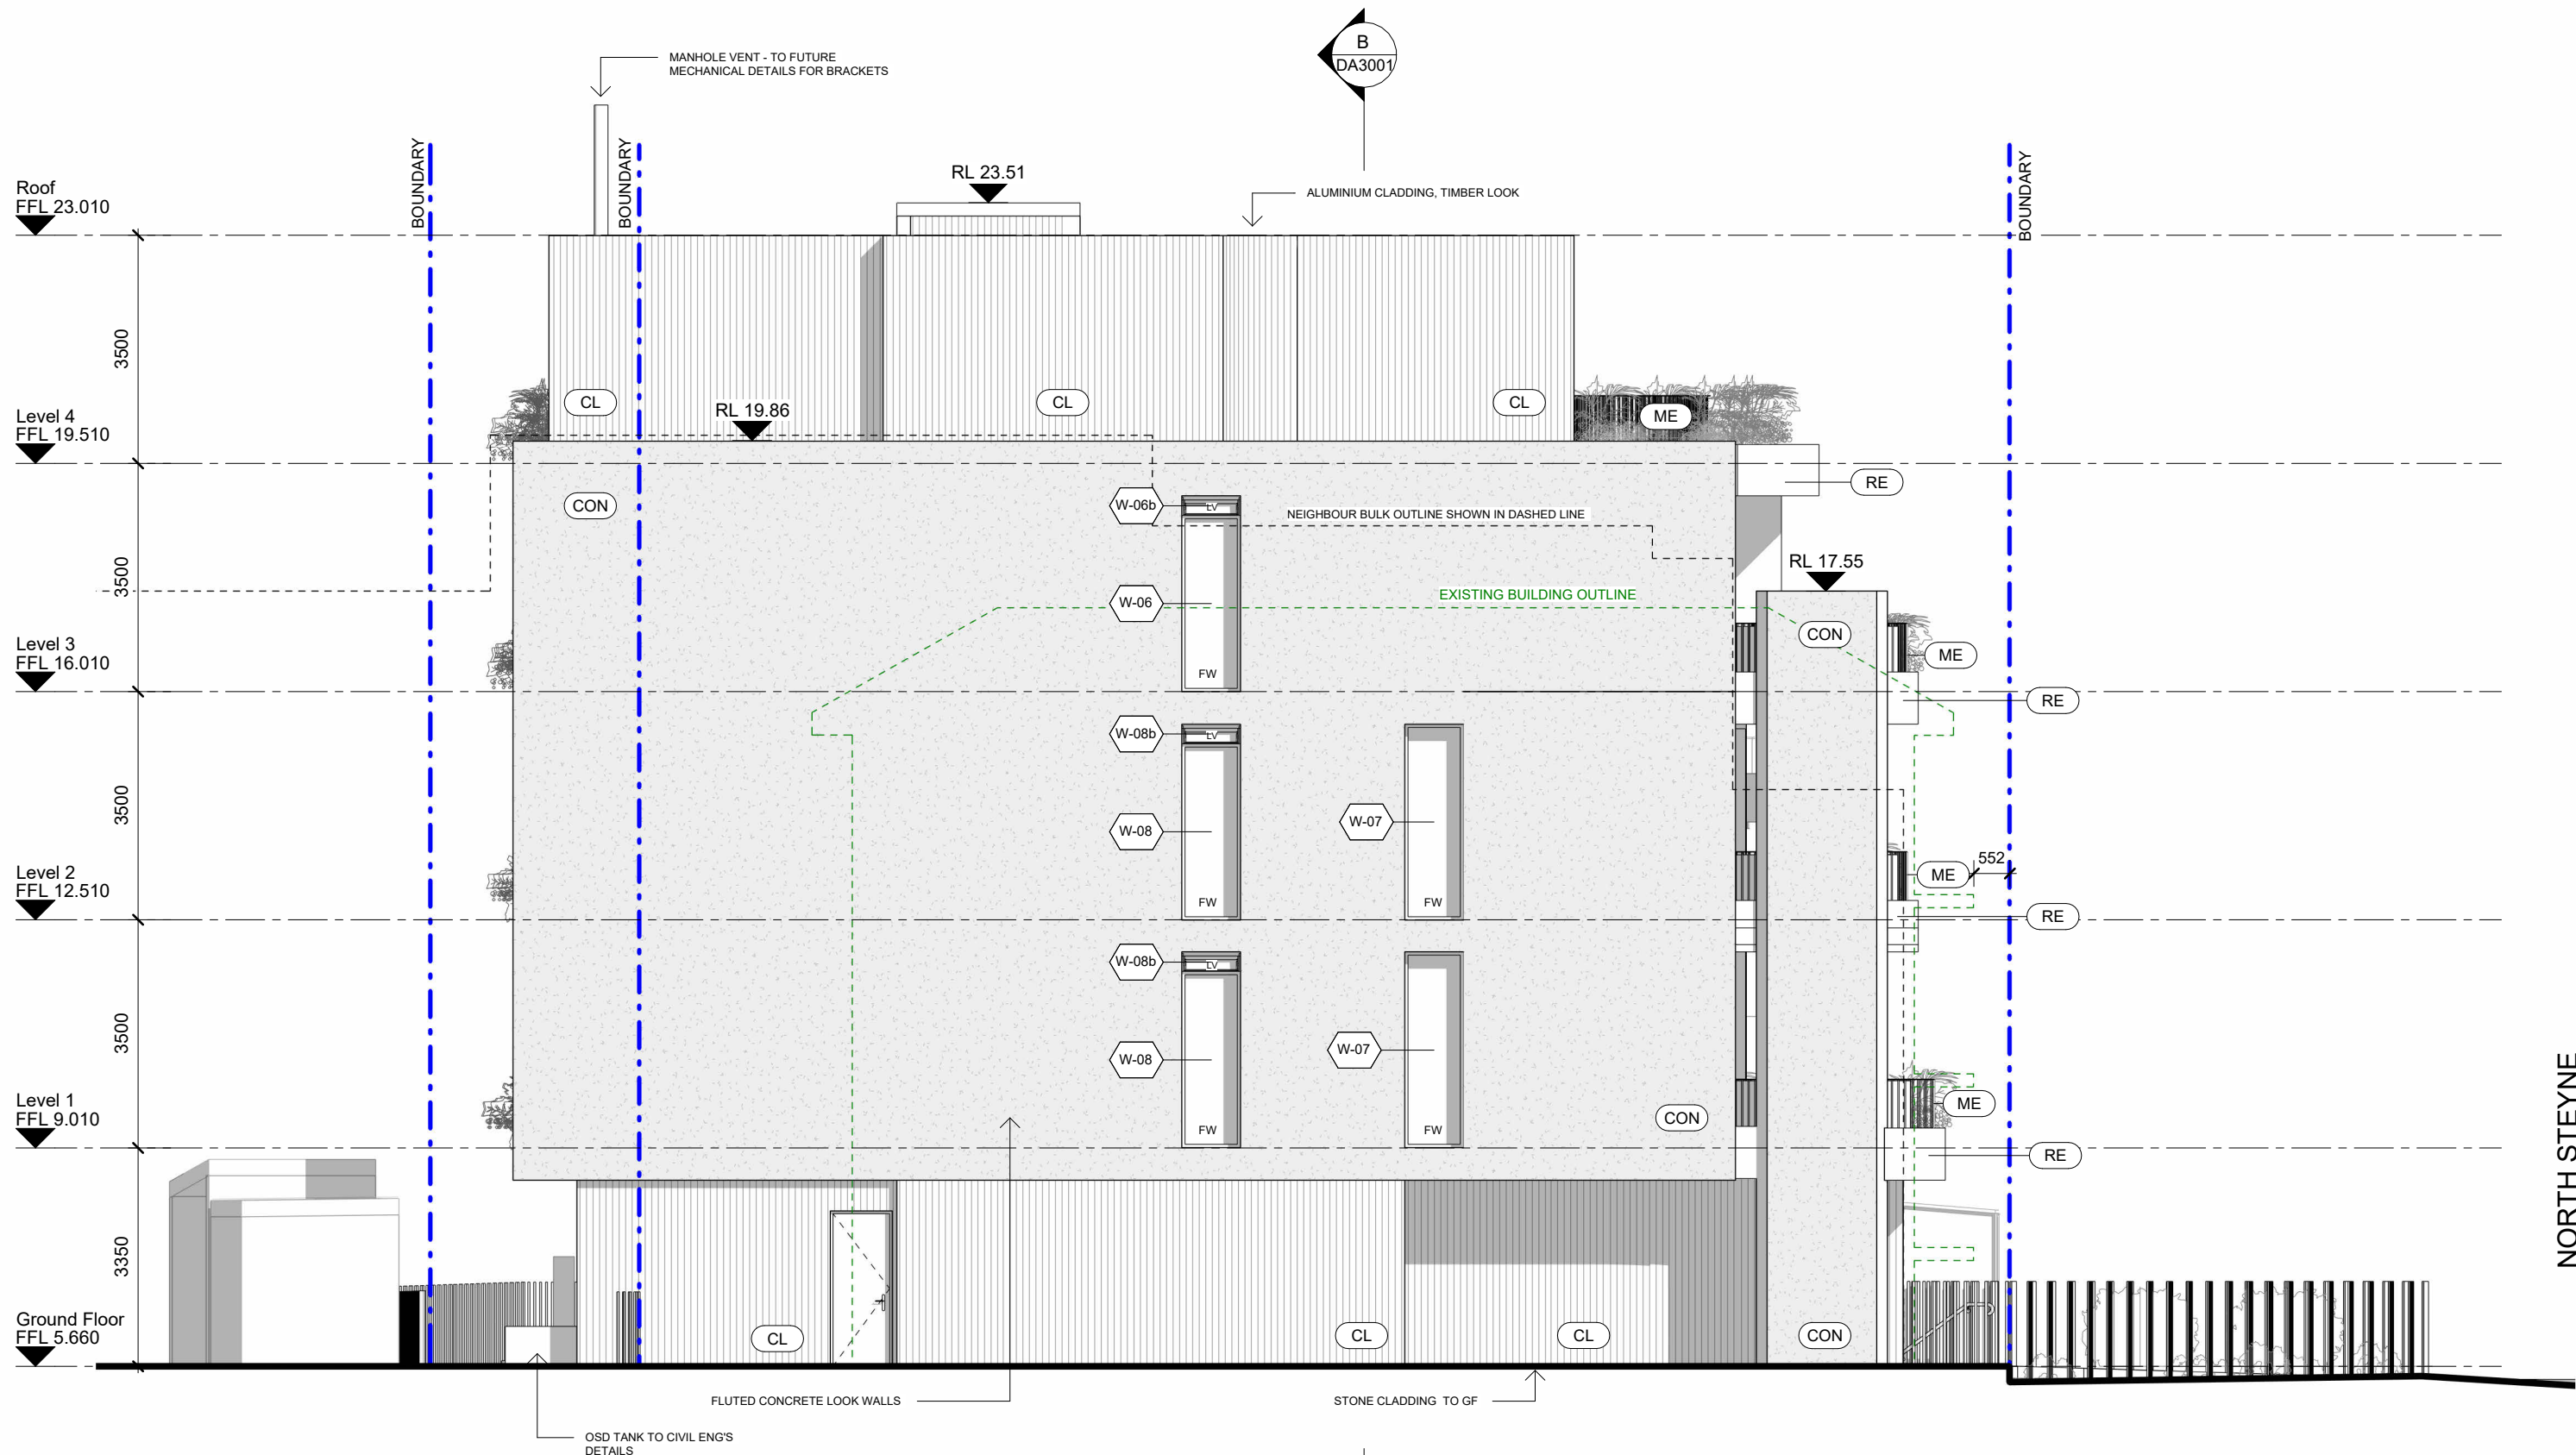 MANHOLE VENT - TO FUTURE
MECHANICAL DETAILS FOR BRACKETS
B
DA3001
BOUNDARY
BOUNDARY
BOUNDARY
RL 23.51
ALUMINIUM CLADDING, TIMBER LOOK
Roof
FFL 23.010
3500
CL
CL
CL
ME
RL 19.86
Level 4
FFL 19.510
RE
CON
W-06b
LV
NEIGHBOUR BULK OUTLINE SHOWN IN DASHED LINE
3500
RL 17.55
EXISTING BUILDING OUTLINE
W-06
CON
ME
Level 3
FFL 16.010
FW
RE
W-08b
LV
3500
W-08
W-07
552
ME
Level 2
FFL 12.510
FW
FW
RE
W-08b
LV
3500
W-08
W-07
Level 1
FFL 9.010
CON
ME
FW
FW
RE
NORTH STEYNE
3350
Ground Floor
FFL 5.660
CL
CL
CL
CON
FLUTED CONCRETE LOOK WALLS
STONE CLADDING TO GF
OSD TANK TO CIVIL ENG'S
DETAILS